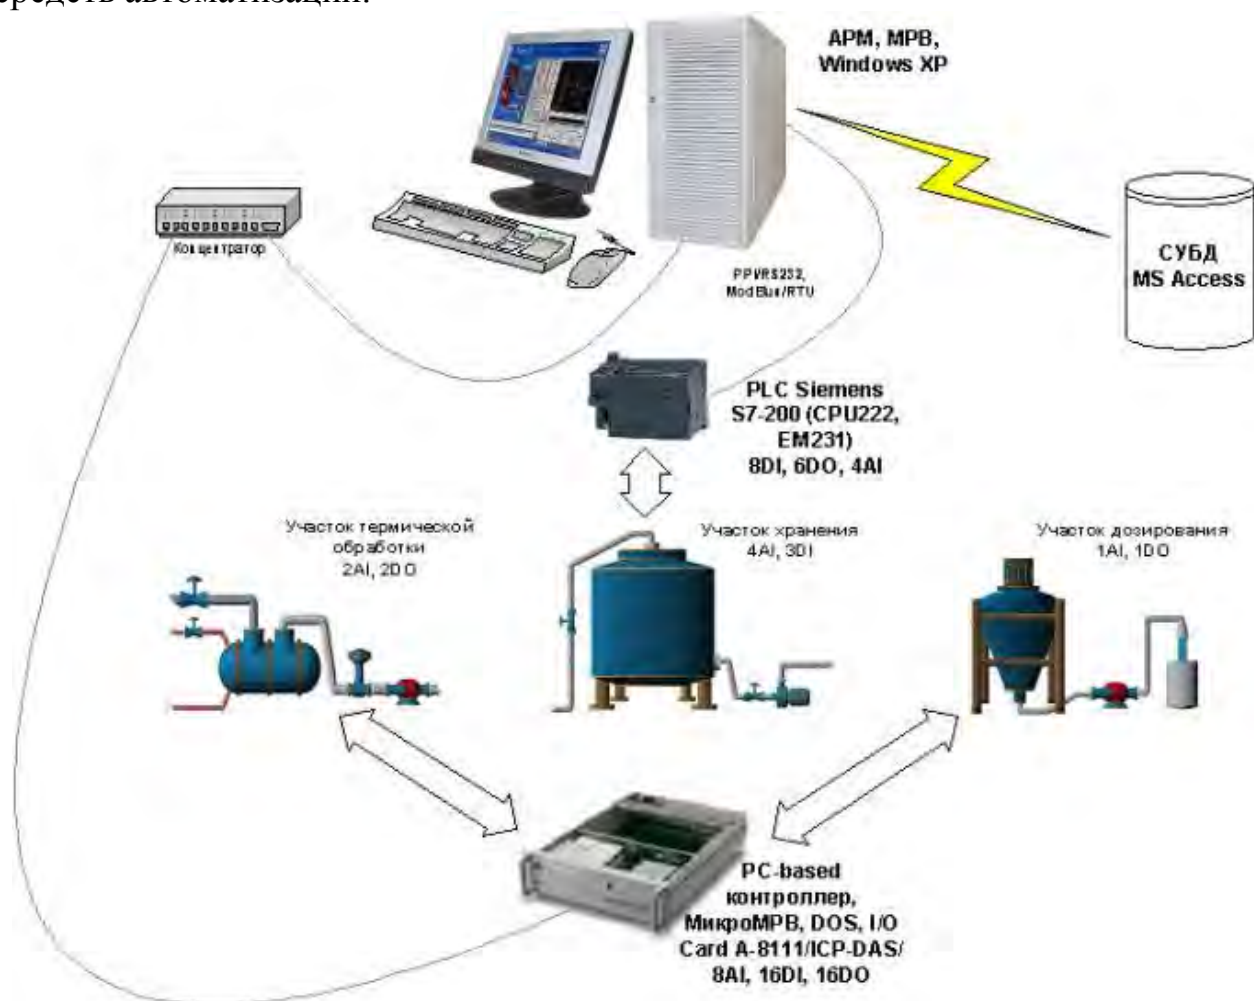 средств автоматизации.
АРМ, МРВ,
Windows XP
Концентратор
PPI/RS232,
ModBus/RTU
СУБД
MS Access
PLC Siemens
S7-200 (CPU222,
EM231)
8DI, 6DO, 4AI
Участок термической
обработки
2AI, 2DO
Участок хранения
4AI, 3DI
Участок дозирования
1AI, 1DO
PC-based
контроллер,
МикроМРВ, DOS, I/O
Card A-8111/ICP-DAS/
8AI, 16DI, 16DO